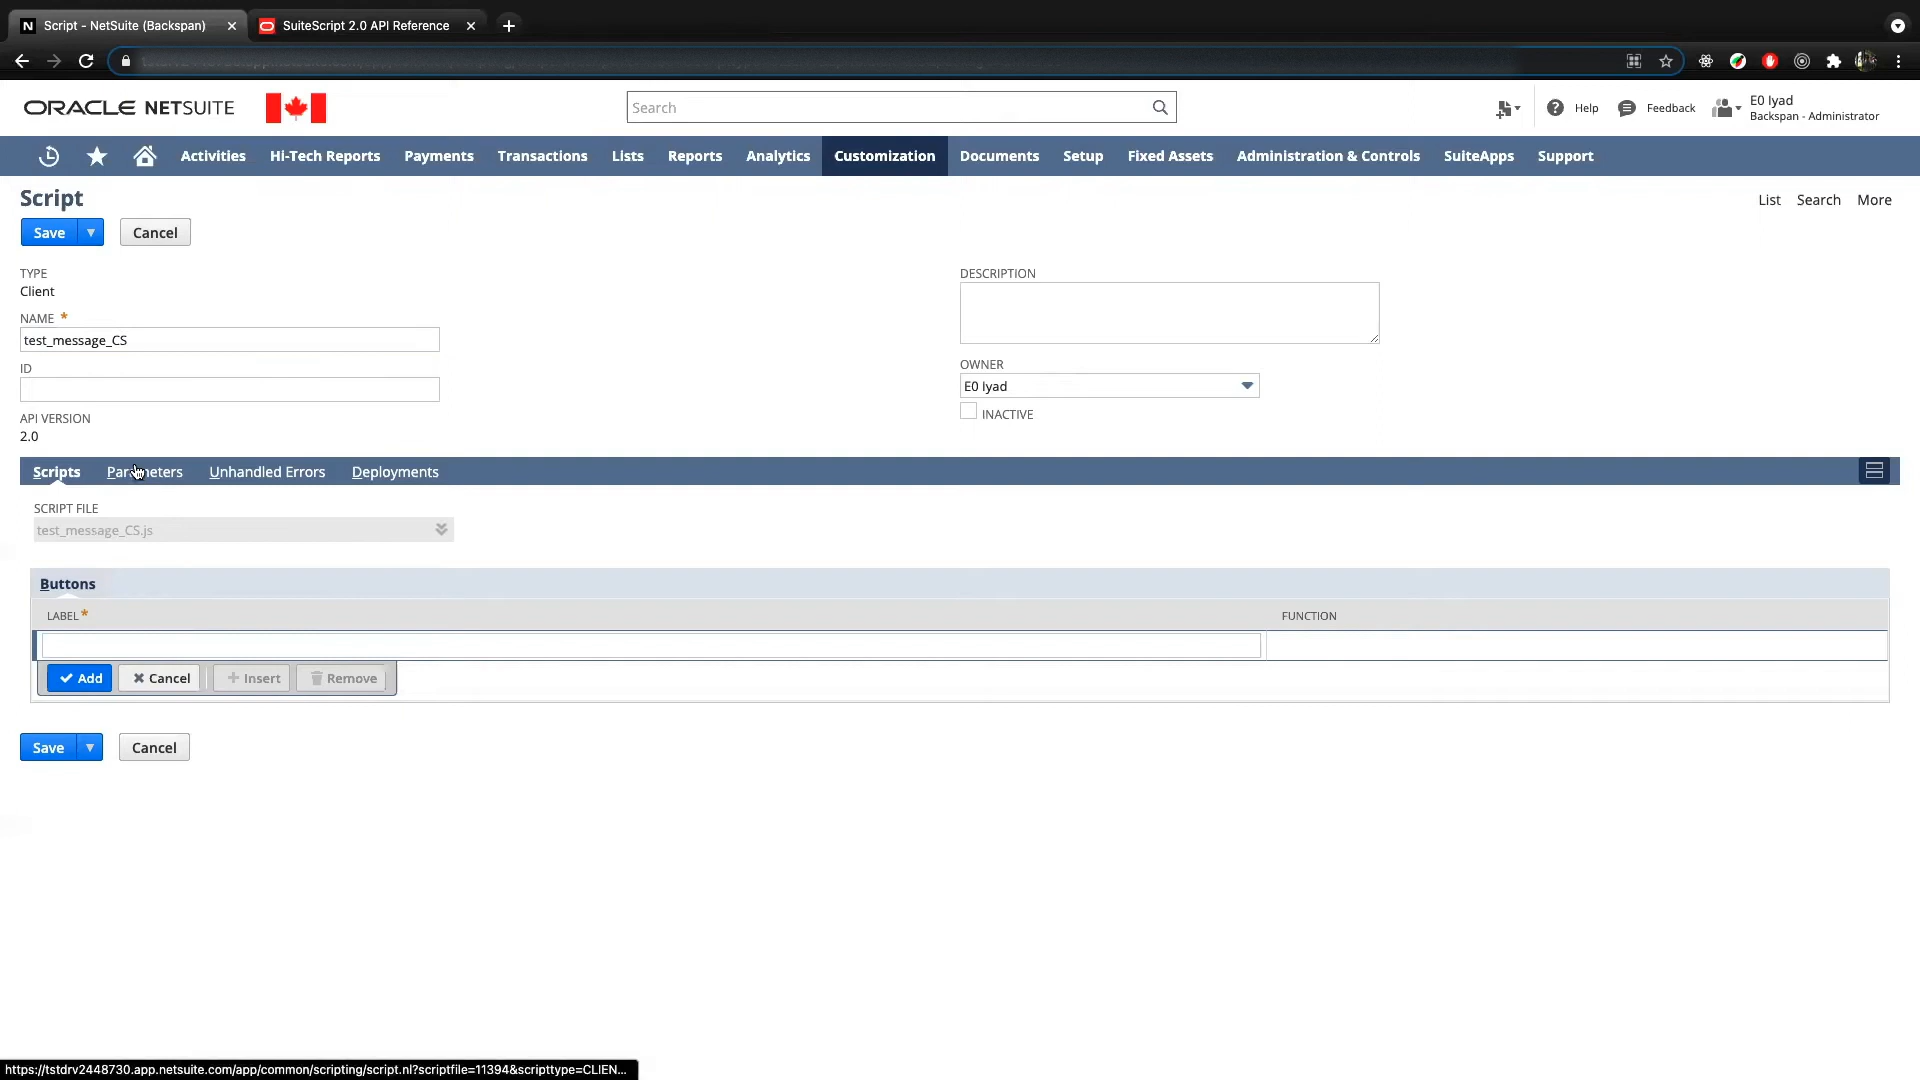 Script - NetSuite (Backspan)
SuiteScript 2.0 API Reference
ORACLE NETSUITE
Search
Help
Feedback
E0 Iyad
Backspan - Administrator
Activities
Hi-Tech Reports
Payments
Transactions
Lists
Reports
Analytics
Customization
Documents
Setup
Fixed Assets
Administration & Controls
SuiteApps
Support
Script
List
Search
More
Save
Cancel
TYPE
Client
NAME *
test_message_CS
ID
API VERSION
2.0
DESCRIPTION
OWNER
E0 Iyad
INACTIVE
Scripts
Parameters
Unhandled Errors
Deployments
SCRIPT FILE
test_message_CS.js
Buttons
LABEL *
FUNCTION
Add
Cancel
Insert
Remove
Save
Cancel
https://tstdrv2448730.app.netsuite.com/app/common/scripting/script.nl?scriptfile=11394&scripttype=CLIEN...